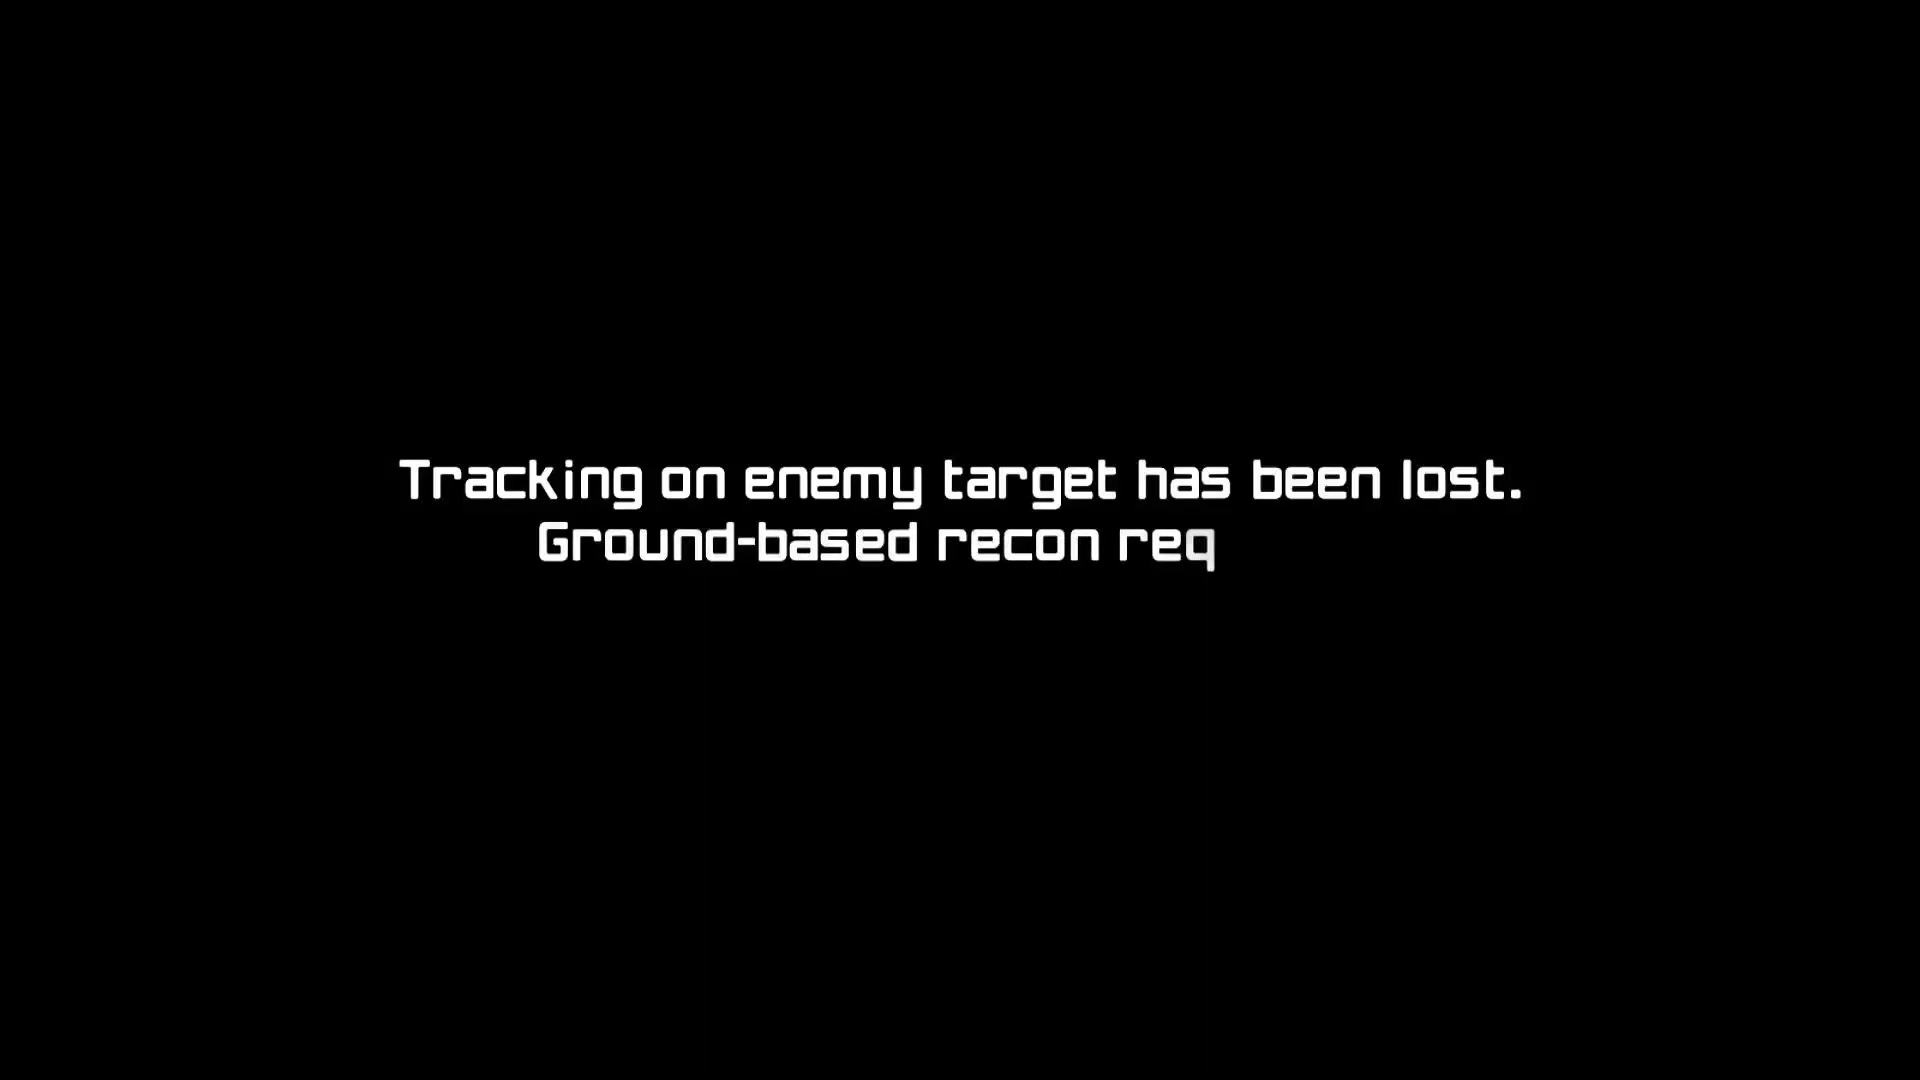 Tracking on enemy target has been lost.
Ground-based recon req